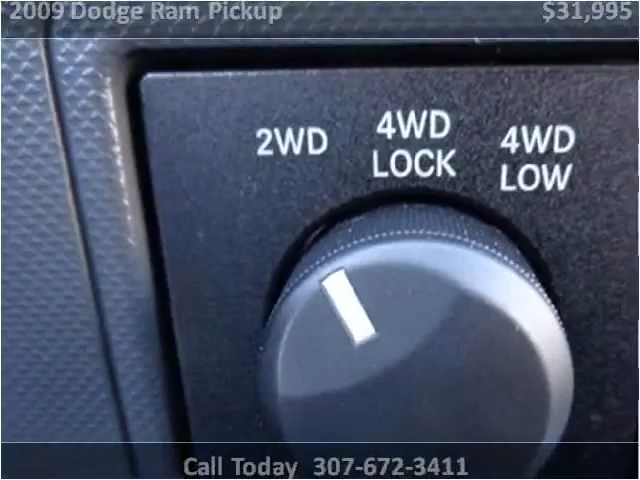 2009 Dodge Ram Pickup $31,995
2WD
4WD
LOCK
4WD
LOW
Call Today 307-672-3411